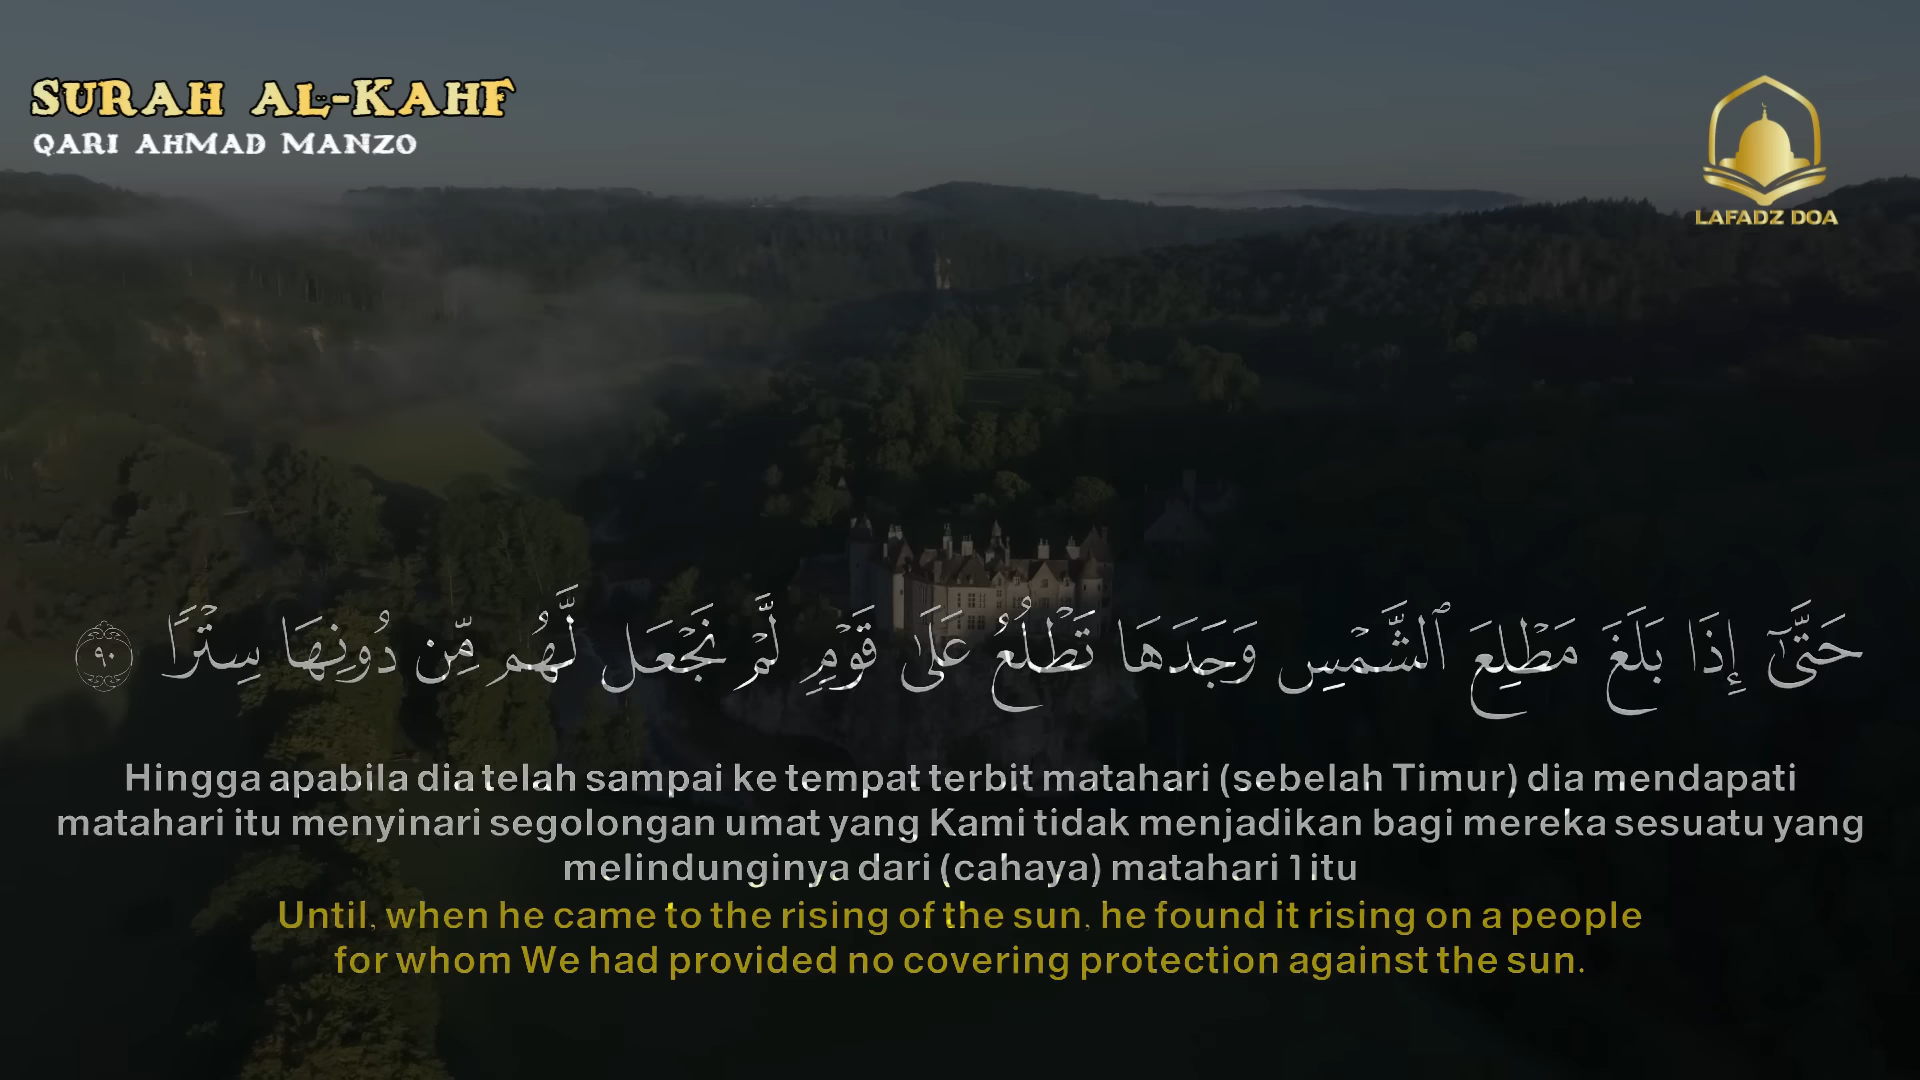 SURAH AL-KAHF
QARI AHMAD MANZO
LAFADZ DOA
حَتَّىٰٓ إِذَا بَلَغَ مَطْلِعَ ٱلشَّمْسِ وَجَدَهَا تَطْلُعُ عَلَىٰ قَوْمٍ لَّمْ نَجْعَل لَّهُم مِّن دُونِهَا سِتْرًا ٩٠
Hingga apabila dia telah sampai ke tempat terbit matahari (sebelah Timur) dia mendapati
matahari itu menyinari segolongan umat yang Kami tidak menjadikan bagi mereka sesuatu yang
melindunginya dari (cahaya) matahari 1 itu
Until, when he came to the rising of the sun, he found it rising on a people
for whom We had provided no covering protection against the sun.